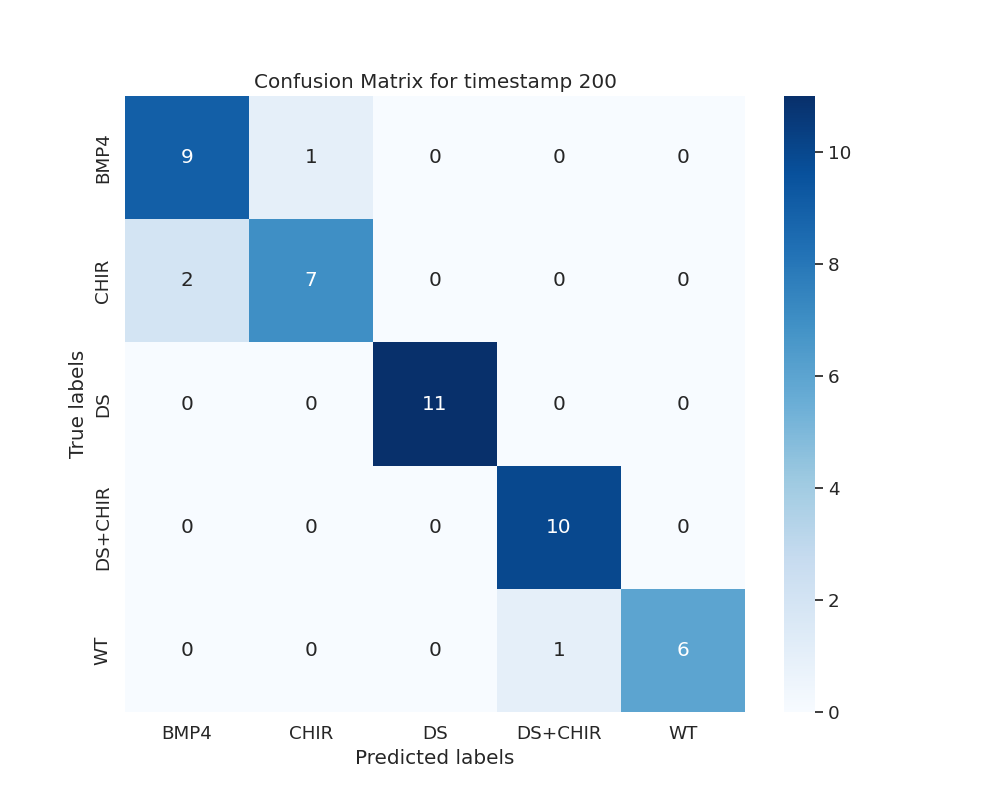 Confusion Matrix for timestamp 200
True labels
BMP4 9 1 0 0 0
CHIR 2 7 0 0 0
DS 0 0 11 0 0
DS+CHIR 0 0 0 10 0
WT 0 0 0 1 6
BMP4 CHIR DS DS+CHIR WT
Predicted labels
10
8
6
4
2
0